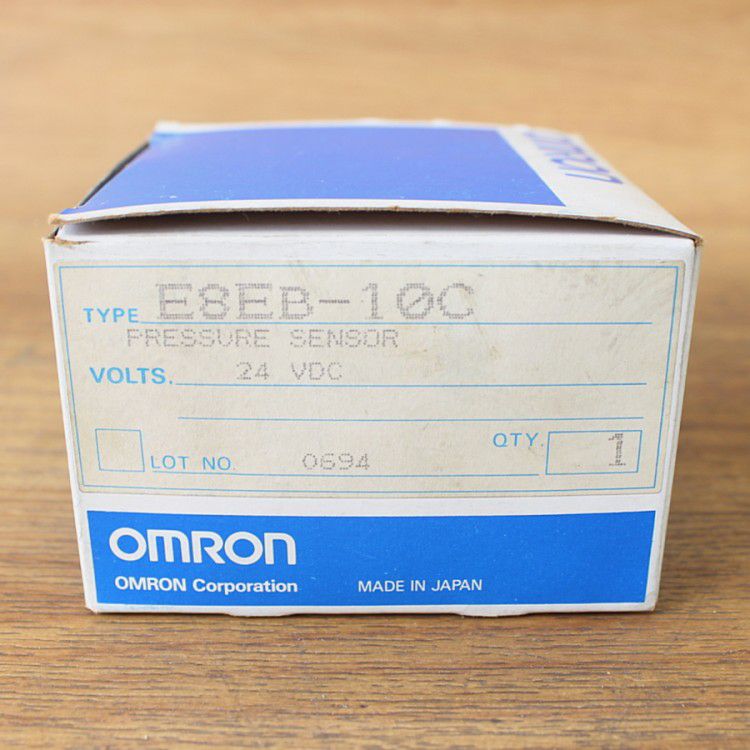 TYPE E8EB-10C
PRESSURE SENSOR
VOLTS. 24 VDC
LOT NO. 0694 QTY. 1
OMRON
OMRON Corporation MADE IN JAPAN